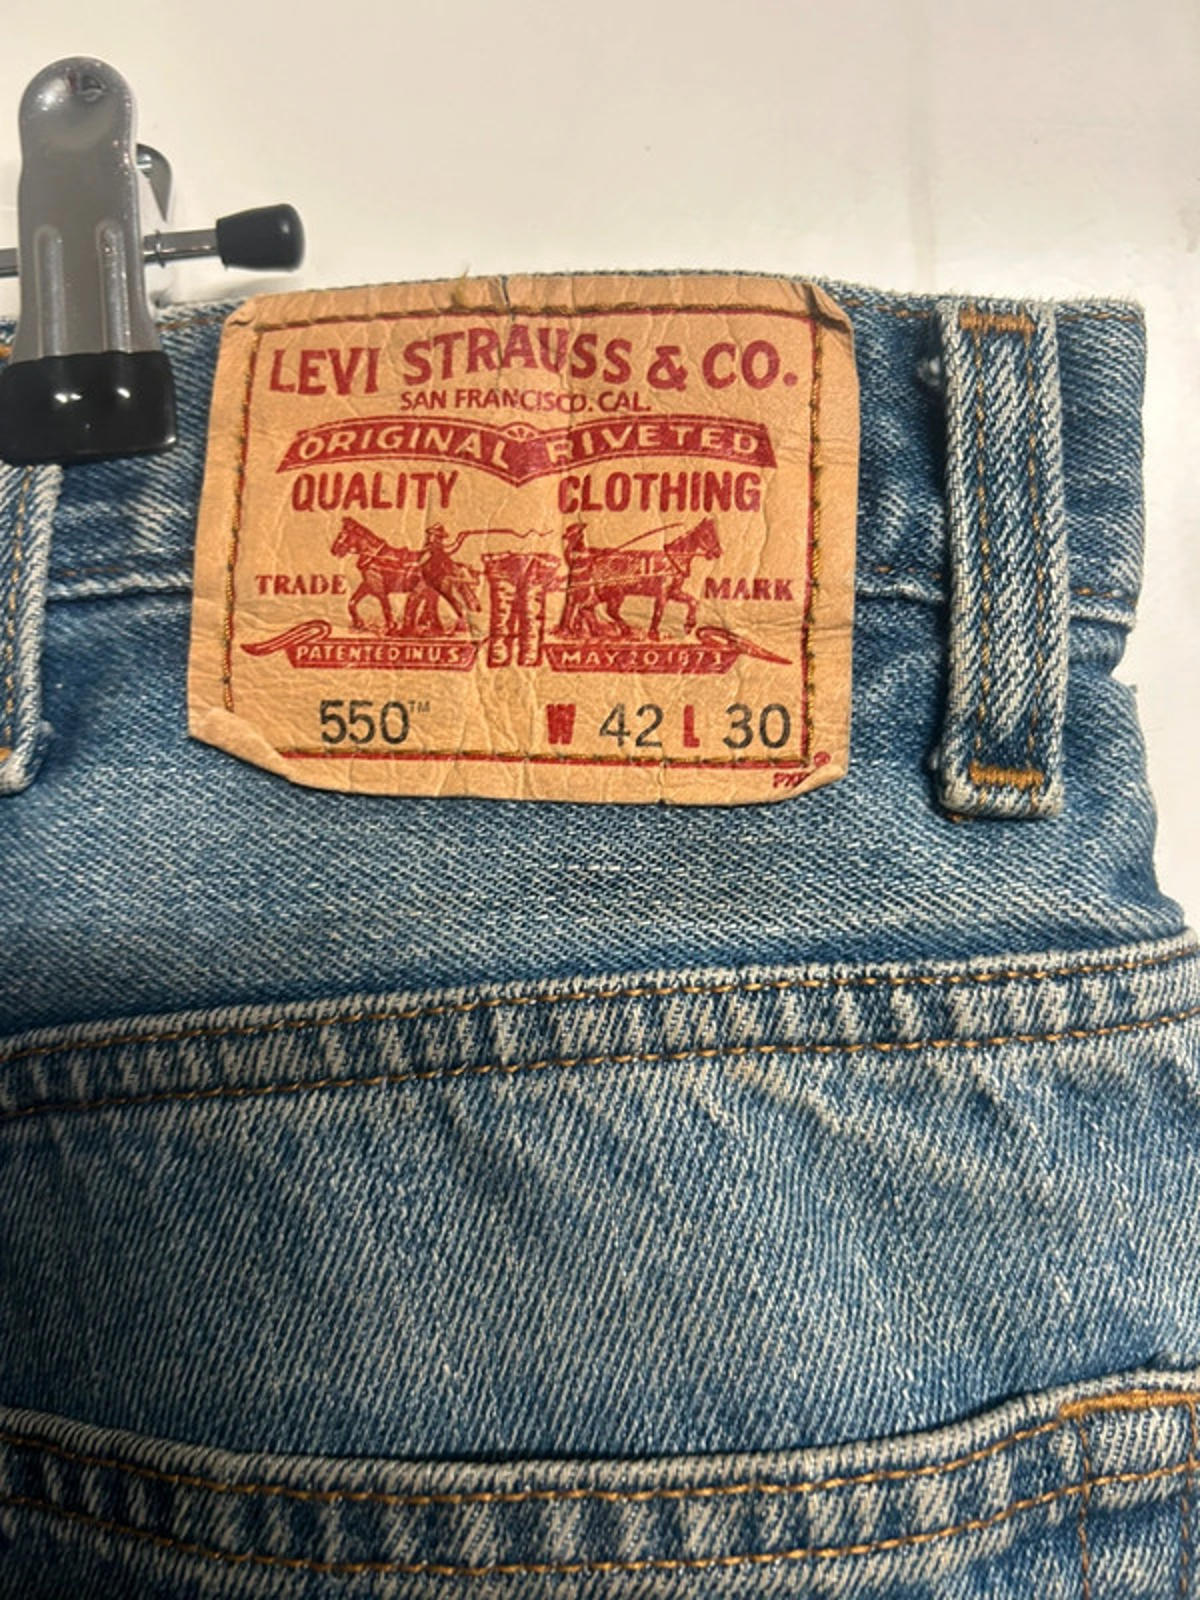 LEVI STRAUSS & CO.
SAN FRANCISCO. CAL.
ORIGINAL RIVETED
QUALITY CLOTHING
TRADE MARK
PATENTED IN U.S. MAY 20 1873
550™ W 42 L 30
®